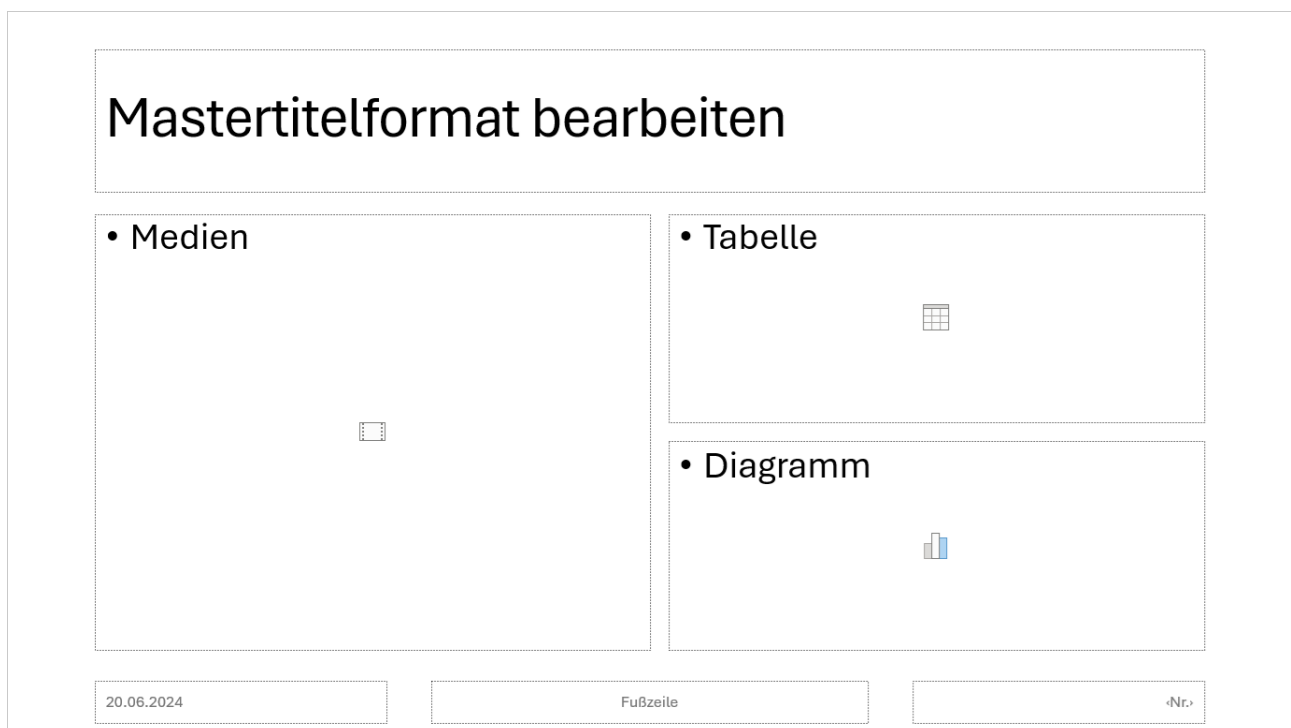 Mastertitelformat bearbeiten
• Medien
• Tabelle
• Diagramm
20.06.2024
Fußzeile
‹Nr.›